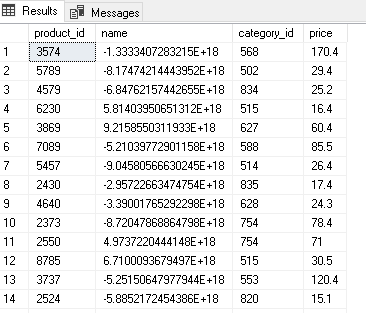 Results Messages
product_id name category_id price
1 3574 -1.3333407283215E+18 568 170.4
2 5789 -8.17474214443952E+18 502 29.4
3 4579 -6.84762157442655E+18 834 25.2
4 6230 5.81403950651312E+18 515 16.4
5 3869 9.2158550311933E+18 627 60.4
6 7089 -5.21039772901158E+18 588 85.5
7 5457 -9.04580566630245E+18 514 26.4
8 2430 -2.95722663474754E+18 835 17.4
9 4640 -3.39001765292298E+18 628 24.3
10 2373 -8.72047868864798E+18 754 78.4
11 2550 4.9737220444148E+18 754 71
12 8785 6.7100093679497E+18 515 30.5
13 3737 -5.25150647977944E+18 553 120.4
14 2524 -5.8852172454386E+18 820 15.1